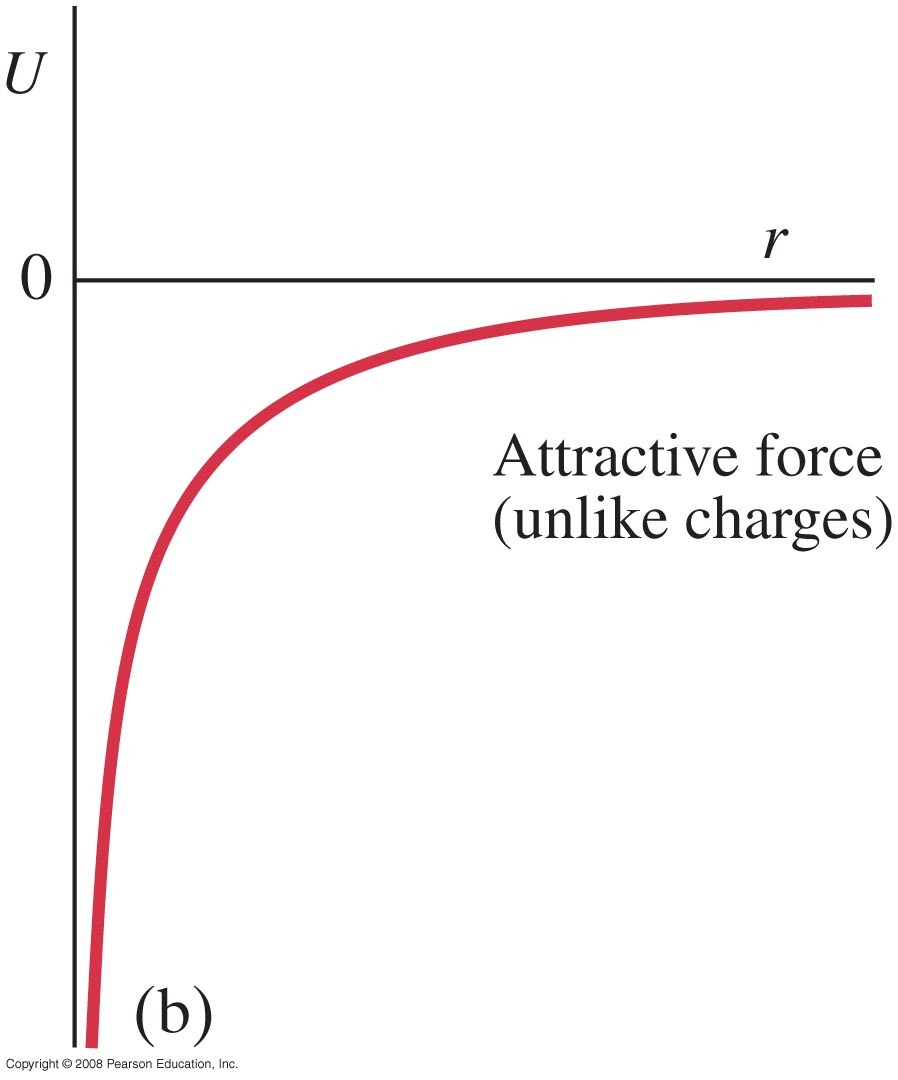 U
r
0
Attractive force
(unlike charges)
(b)
Copyright © 2008 Pearson Education, Inc.